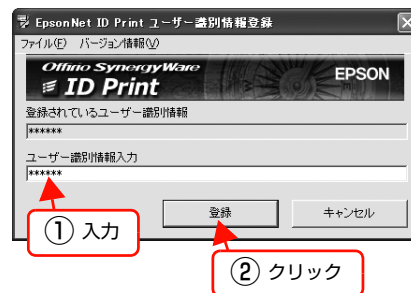 EpsonNet ID Print ユーザー識別情報登録
ファイル(F) バージョン情報(V)
Offirio SynergyWare
ID Print
EPSON
登録されているユーザー識別情報
******
ユーザー識別情報入力
******
登録 キャンセル
① 入力
② クリック